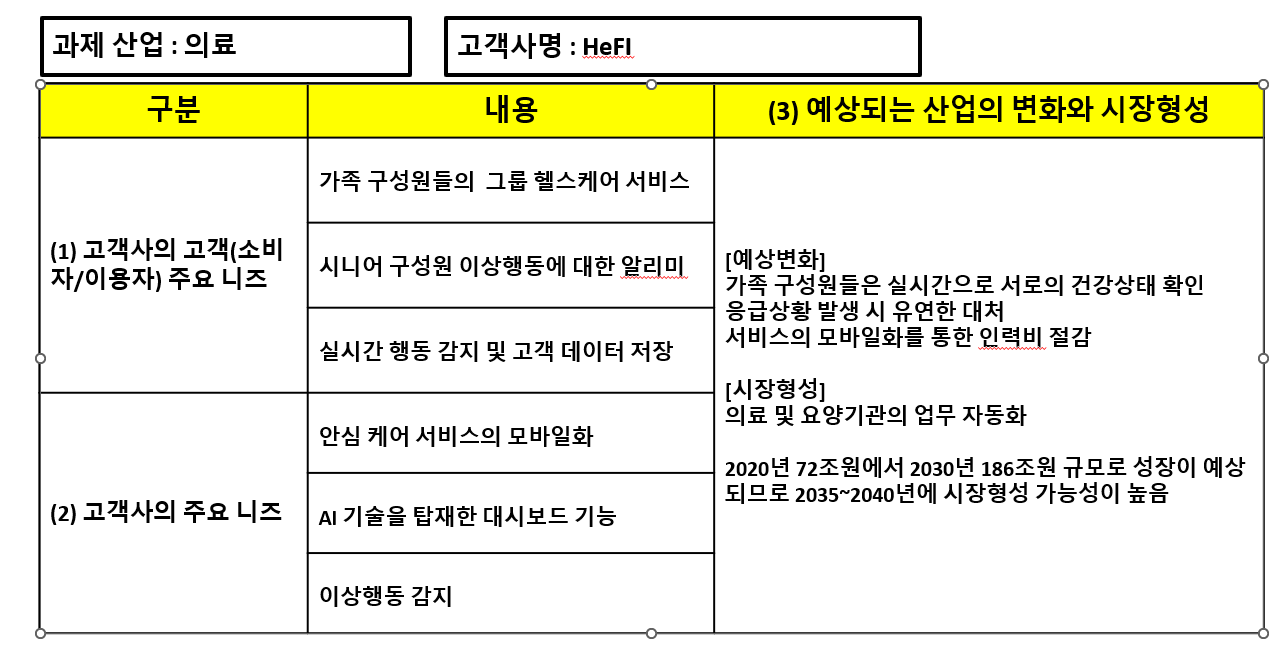 과제 산업 : 의료
고객사명 : HeFI
구분
내용
(3) 예상되는 산업의 변화와 시장형성
(1) 고객사의 고객(소비
자/이용자) 주요 니즈
가족 구성원들의 그룹 헬스케어 서비스
시니어 구성원 이상행동에 대한 알리미
실시간 행동 감지 및 고객 데이터 저장
(2) 고객사의 주요 니즈
안심 케어 서비스의 모바일화
AI 기술을 탑재한 대시보드 기능
이상행동 감지
[예상변화]
가족 구성원들은 실시간으로 서로의 건강상태 확인
응급상황 발생 시 유연한 대처
서비스의 모바일화를 통한 인력비 절감
[시장형성]
의료 및 요양기관의 업무 자동화
2020년 72조원에서 2030년 186조원 규모로 성장이 예상
되므로 2035~2040년에 시장형성 가능성이 높음